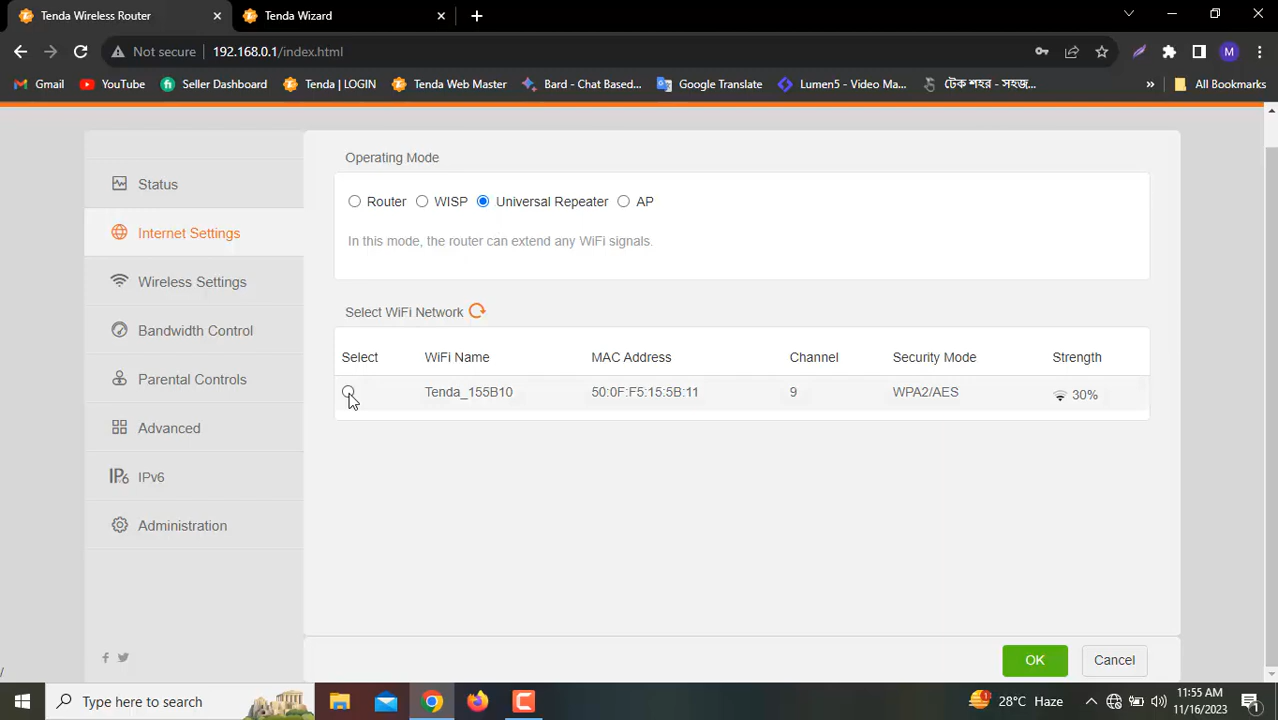 Tenda Wireless Router
Tenda Wizard
Not secure 192.168.0.1/index.html
M
Gmail YouTube Seller Dashboard Tenda | LOGIN Tenda Web Master Bard - Chat Based... Google Translate Lumen5 - Video Ma... টেক শহর - সহজ... » All Bookmarks
Operating Mode
Status
Router WISP Universal Repeater AP
Internet Settings
In this mode, the router can extend any WiFi signals.
Wireless Settings
Select WiFi Network
Bandwidth Control
Select WiFi Name MAC Address Channel Security Mode Strength
Parental Controls
Tenda_155B10 50:0F:F5:15:5B:11 9 WPA2/AES 30%
Advanced
IPv6
Administration
OK Cancel
Type here to search
1 28°C Haze
11:55 AM
11/16/2023
1